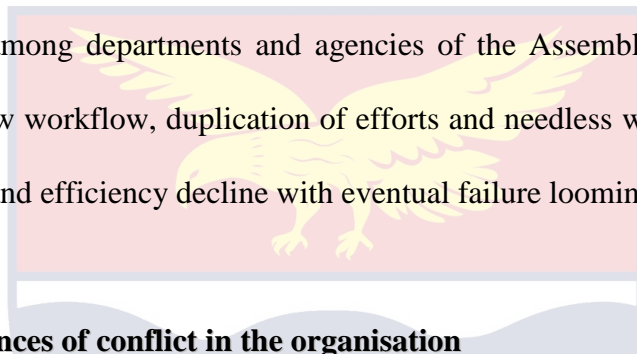 among departments and agencies of the Assembl
w workflow, duplication of efforts and needless w
nd efficiency decline with eventual failure loomin
nces of conflict in the organisation